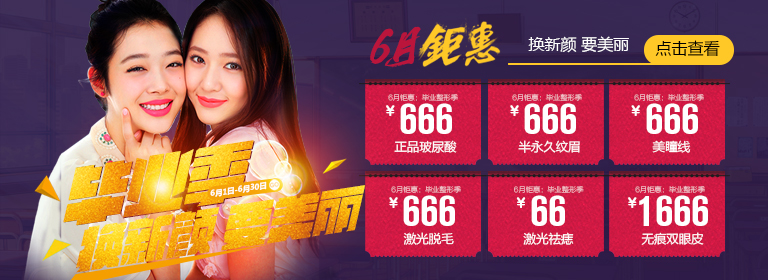 6月钜惠
换新颜 要美丽
点击查看
毕业季
6月1日-6月30日
换新颜 要美丽
6月钜惠：毕业整形季
¥666
正品玻尿酸
6月钜惠：毕业整形季
¥666
半永久纹眉
6月钜惠：毕业整形季
¥666
美瞳线
6月钜惠：毕业整形季
¥666
激光脱毛
6月钜惠：毕业整形季
¥66
激光祛痣
6月钜惠：毕业整形季
¥1666
无痕双眼皮